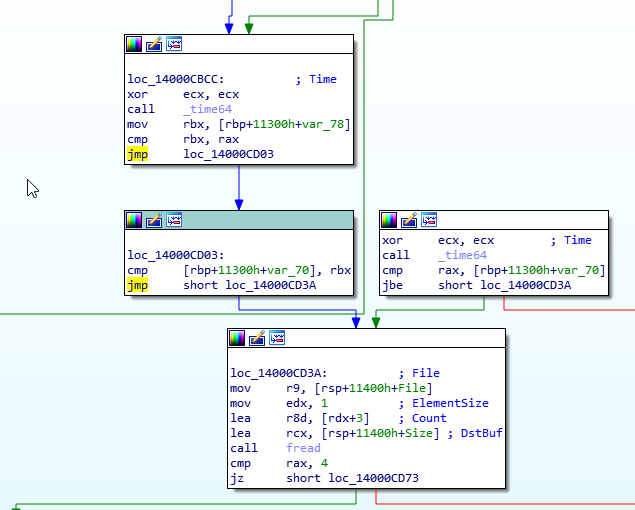 loc_14000CBCC: ; Time
xor ecx, ecx
call _time64
mov rbx, [rbp+11300h+var_78]
cmp rbx, rax
jmp loc_14000CD03
loc_14000CD03:
cmp [rbp+11300h+var_70], rbx
jmp short loc_14000CD3A
xor ecx, ecx ; Time
call _time64
cmp rax, [rbp+11300h+var_70]
jbe short loc_14000CD3A
loc_14000CD3A: ; File
mov r9, [rsp+11400h+File]
mov edx, 1 ; ElementSize
lea r8d, [rdx+3] ; Count
lea rcx, [rsp+11400h+Size] ; DstBuf
call fread
cmp rax, 4
jz short loc_14000CD73